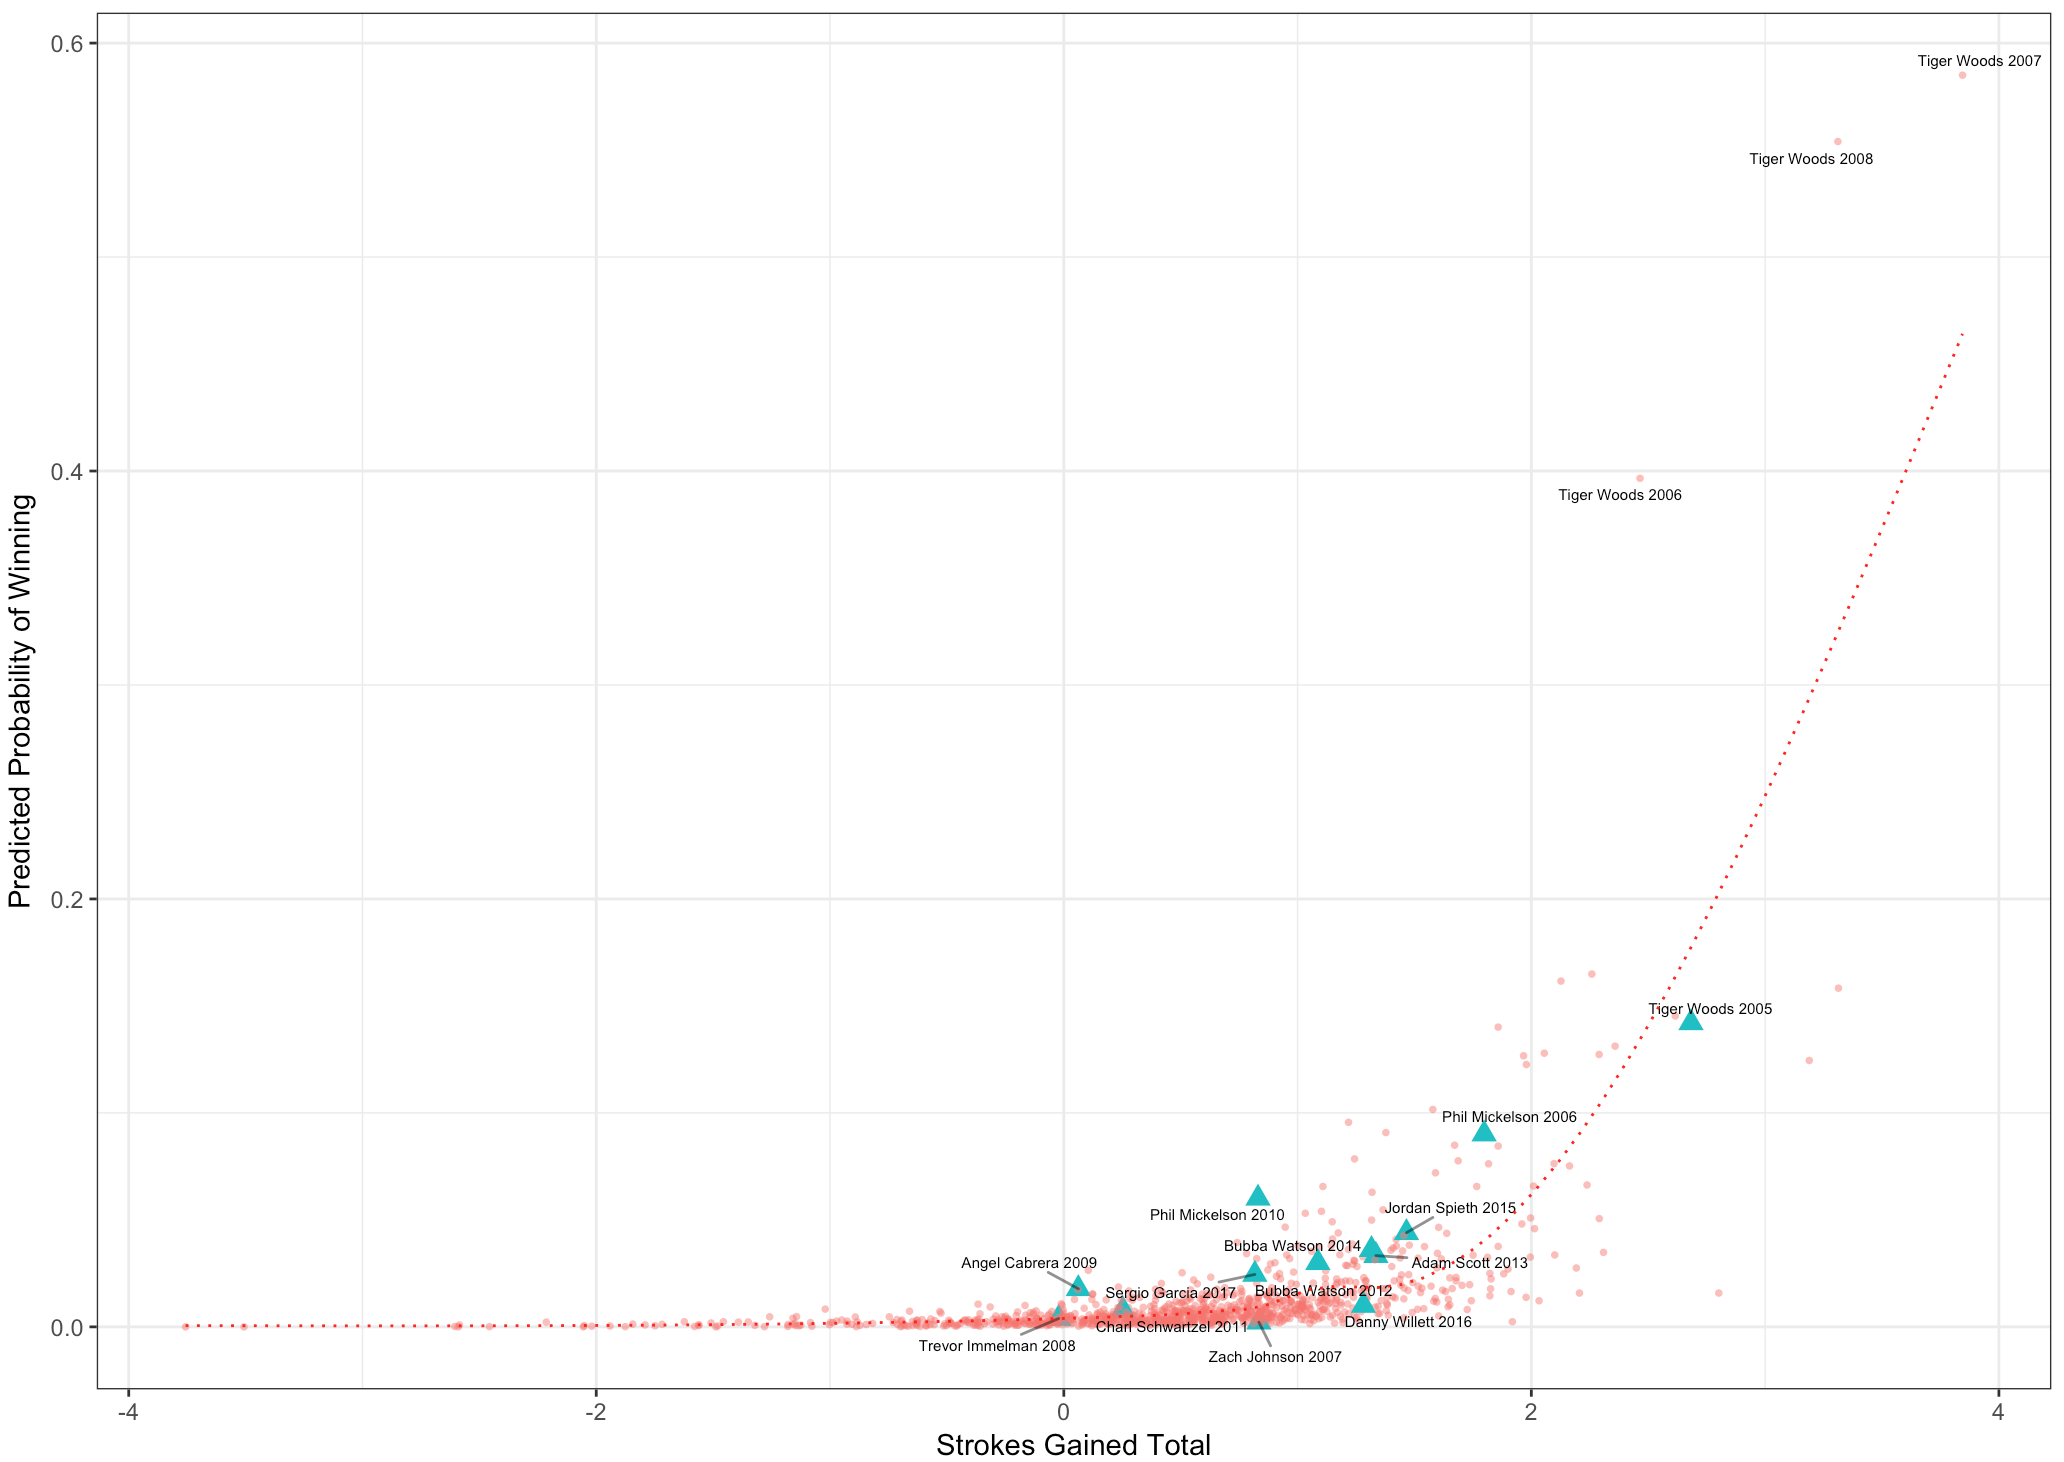 0.6
Tiger Woods 2007
Tiger Woods 2008
0.4
Tiger Woods 2006
Predicted Probability of Winning
0.2
Tiger Woods 2005
Phil Mickelson 2006
Jordan Spieth 2015
Phil Mickelson 2010
Bubba Watson 2014
Angel Cabrera 2009
Adam Scott 2013
Sergio Garcia 2017
Bubba Watson 2012
Danny Willett 2016
0.0
Charl Schwartzel 2011
Trevor Immelman 2008
Zach Johnson 2007
-4
-2
0
2
4
Strokes Gained Total